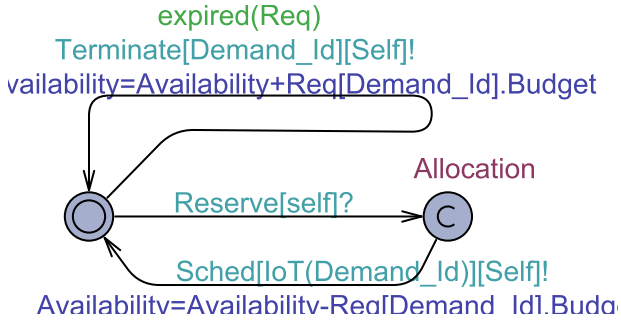 expired(Req)
Terminate[Demand_Id][Self]!
vailability=Availability+Req[Demand_Id].Budget
Allocation
Reserve[self]?
C
Sched[IoT(Demand_Id)][Self]!
Availability=Availability-Req[Demand_Id].Budge